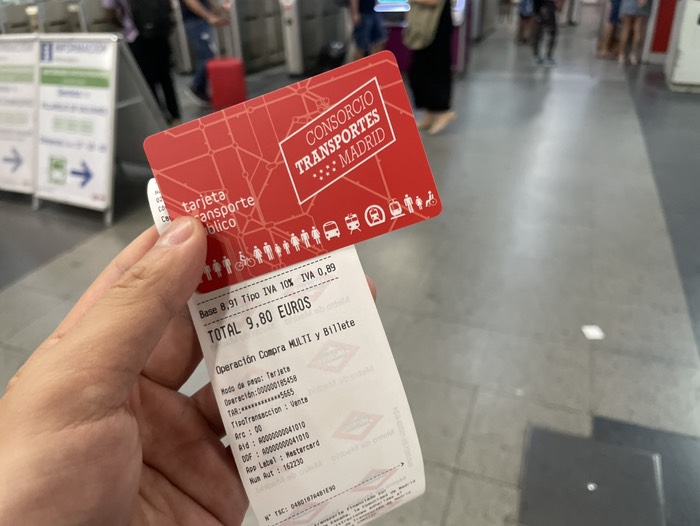 CONSORCIO
TRANSPORTES
MADRID
tarjeta
transporte
Base 8,91 Tipo IVA 10% IVA 0,89
TOTAL 9,80 EUROS
Operación Compra MULTI y Billete
Modo de pago: Tarjeta
Operación:000000185458
TAR:************5665
TipoTransaccion : Venta
Arc : 00
Aid : A0000000041010
DDF : A0000000041010
App Label : Mastercard
Num Aut : 162230
N° TSC: 0480187A4B1E90